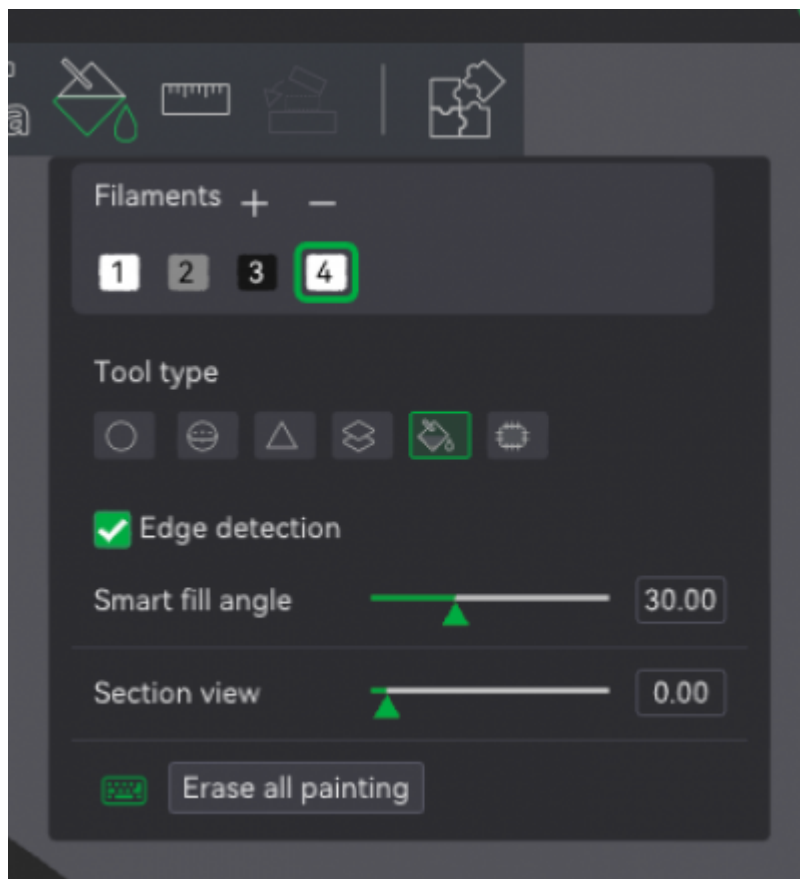 a
Filaments + −
1 2 3 4
Tool type
Edge detection
Smart fill angle 30.00
Section view 0.00
Erase all painting